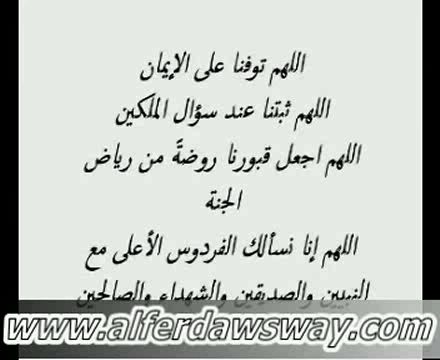 اللهم توفنا على الإيمان
اللهم ثبتنا عند سؤال الملكين
اللهم اجعل قبورنا روضةً من رياض
الجنة
اللهم إنا نسألك الفردوس الأعلى مع
النبيين والصديقين والشهداء والصالحين
www.alferdawsway.com